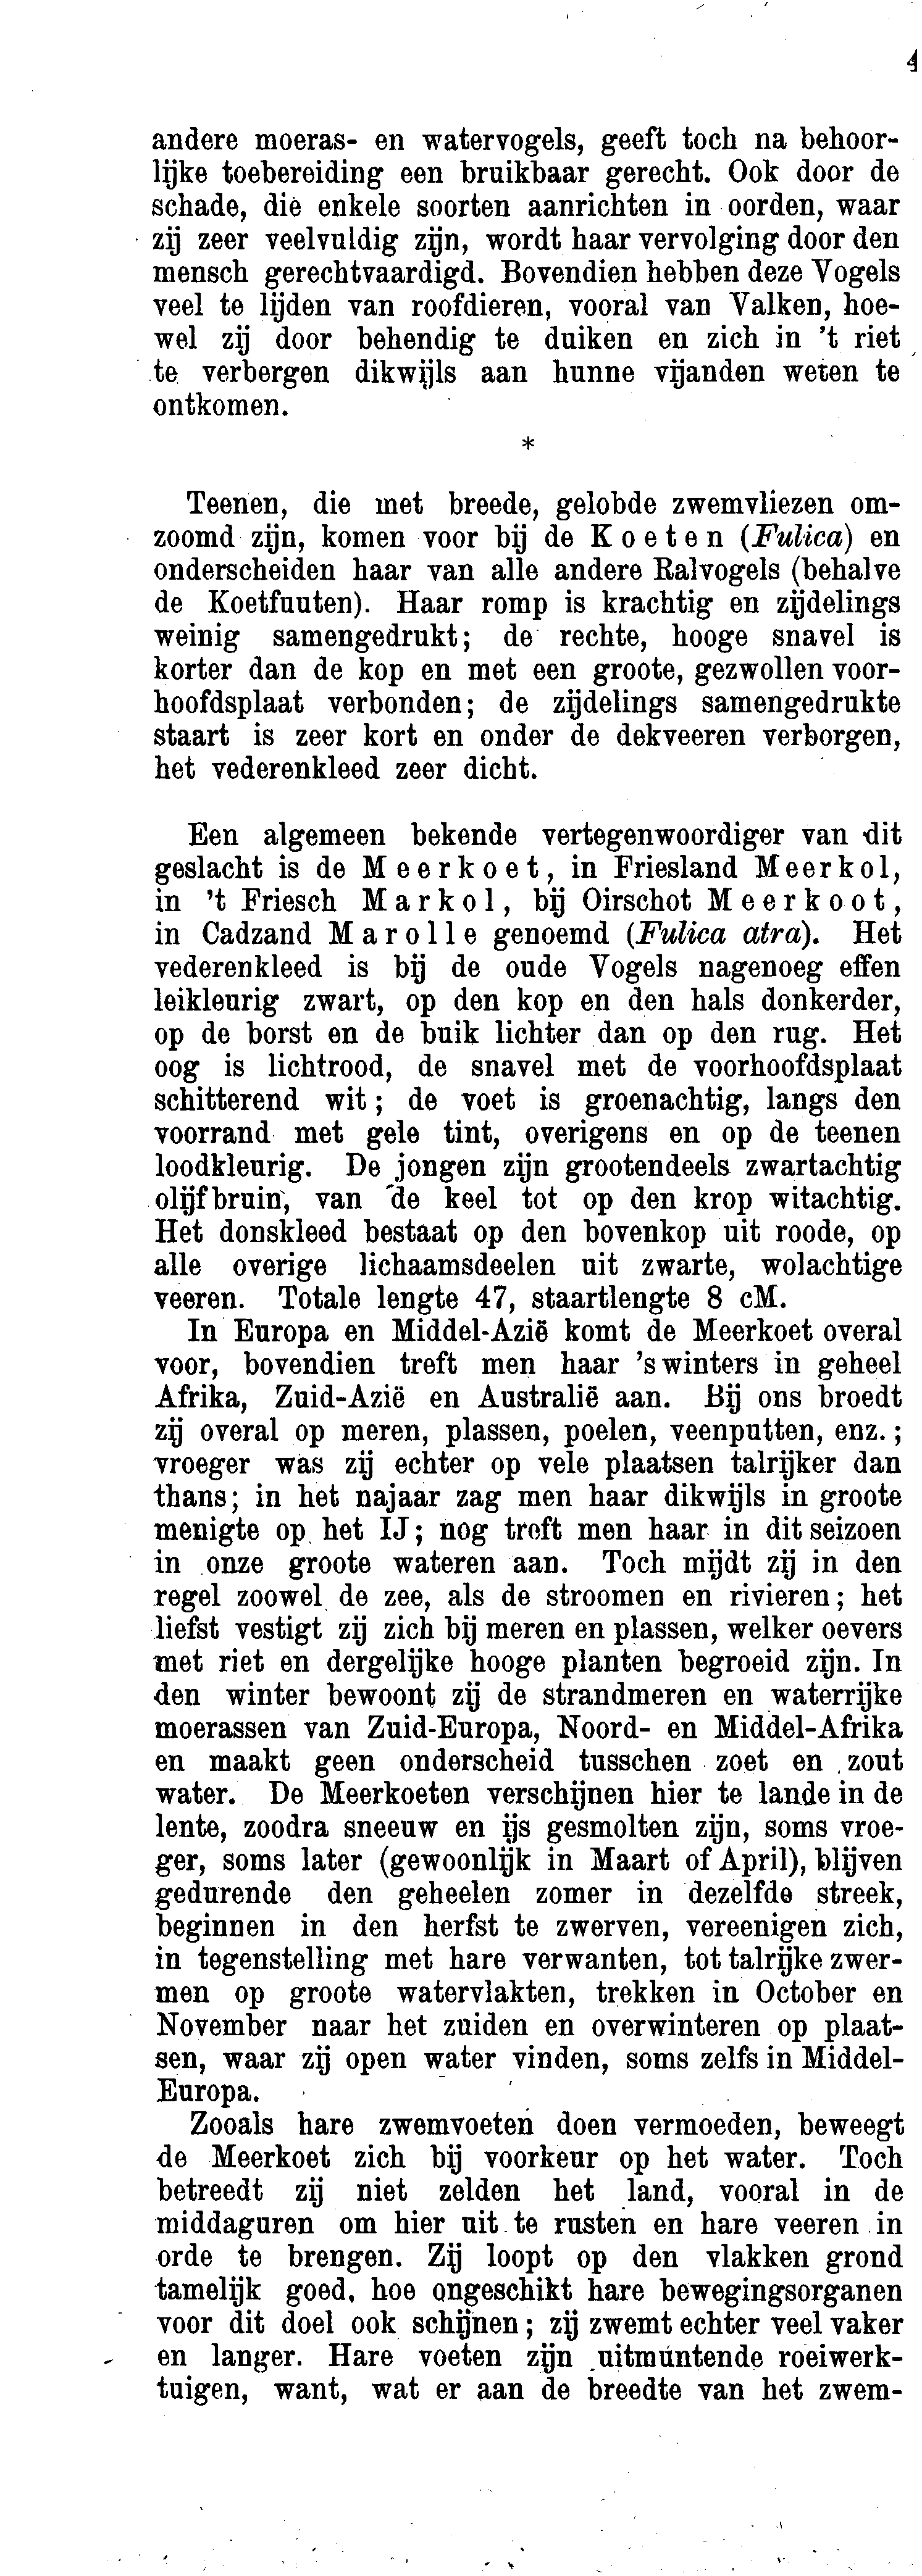 4
andere moeras- en watervogels, geeft toch na behoor-
lijke toebereiding een bruikbaar gerecht. Ook door de
schade, die enkele soorten aanrichten in oorden, waar
zij zeer veelvuldig zijn, wordt haar vervolging door den
mensch gerechtvaardigd. Bovendien hebben deze Vogels
veel te lijden van roofdieren, vooral van Valken, hoe-
wel zij door behendig te duiken en zich in 't riet
te verbergen dikwijls aan hunne vijanden weten te
ontkomen.
*
Teenen, die met breede, gelobde zwemvliezen om-
zoomd zijn, komen voor bij de Koeten (Fulica) en
onderscheiden haar van alle andere Ralvogels (behalve
de Koetfuuten). Haar romp is krachtig en zijdelings
weinig samengedrukt; de rechte, hooge snavel is
korter dan de kop en met een groote, gezwollen voor-
hoofdsplaat verbonden; de zijdelings samengedrukte
staart is zeer kort en onder de dekveeren verborgen,
het vederenkleed zeer dicht.
Een algemeen bekende vertegenwoordiger van dit
geslacht is de Meerkoet, in Friesland Meerkol,
in 't Friesch Markol, bij Oirschot Meerkoot,
in Cadzand Marolle genoemd (Fulica atra). Het
vederenkleed is bij de oude Vogels nagenoeg effen
leikleurig zwart, op den kop en den hals donkerder,
op de borst en de buik lichter dan op den rug. Het
oog is lichtrood, de snavel met de voorhoofdsplaat
schitterend wit; de voet is groenachtig, langs den
voorrand met gele tint, overigens en op de teenen
loodkleurig. De jongen zijn grootendeels zwartachtig
olijfbruin, van de keel tot op den krop witachtig.
Het donskleed bestaat op den bovenkop uit roode, op
alle overige lichaamsdeelen uit zwarte, wolachtige
veeren. Totale lengte 47, staartlengte 8 cM.
In Europa en Middel-Azië komt de Meerkoet overal
voor, bovendien treft men haar 's winters in geheel
Afrika, Zuid-Azië en Australië aan. Bij ons broedt
zij overal op meren, plassen, poelen, veenputten, enz.;
vroeger was zij echter op vele plaatsen talrijker dan
thans; in het najaar zag men haar dikwijls in groote
menigte op het IJ; nog treft men haar in dit seizoen
in onze groote wateren aan. Toch mijdt zij in den
regel zoowel de zee, als de stroomen en rivieren; het
liefst vestigt zij zich bij meren en plassen, welker oevers
met riet en dergelijke hooge planten begroeid zijn. In
den winter bewoont zij de strandmeren en waterrijke
moerassen van Zuid-Europa, Noord- en Middel-Afrika
en maakt geen onderscheid tusschen zoet en zout
water. De Meerkoeten verschijnen hier te lande in de
lente, zoodra sneeuw en ijs gesmolten zijn, soms vroe-
ger, soms later (gewoonlijk in Maart of April), blijven
gedurende den geheelen zomer in dezelfde streek,
beginnen in den herfst te zwerven, vereenigen zich,
in tegenstelling met hare verwanten, tot talrijke zwer-
men op groote watervlakten, trekken in October en
November naar het zuiden en overwinteren op plaat-
sen, waar zij open water vinden, soms zelfs in Middel-
Europa.
Zooals hare zwemvoeten doen vermoeden, beweegt
de Meerkoet zich bij voorkeur op het water. Toch
betreedt zij niet zelden het land, vooral in de
middaguren om hier uit te rusten en hare veeren in
orde te brengen. Zij loopt op den vlakken grond
tamelijk goed, hoe ongeschikt hare bewegingsorganen
voor dit doel ook schijnen; zij zwemt echter veel vaker
en langer. Hare voeten zijn uitmuntende roeiwerk-
tuigen, want, wat er aan de breedte van het zwem-